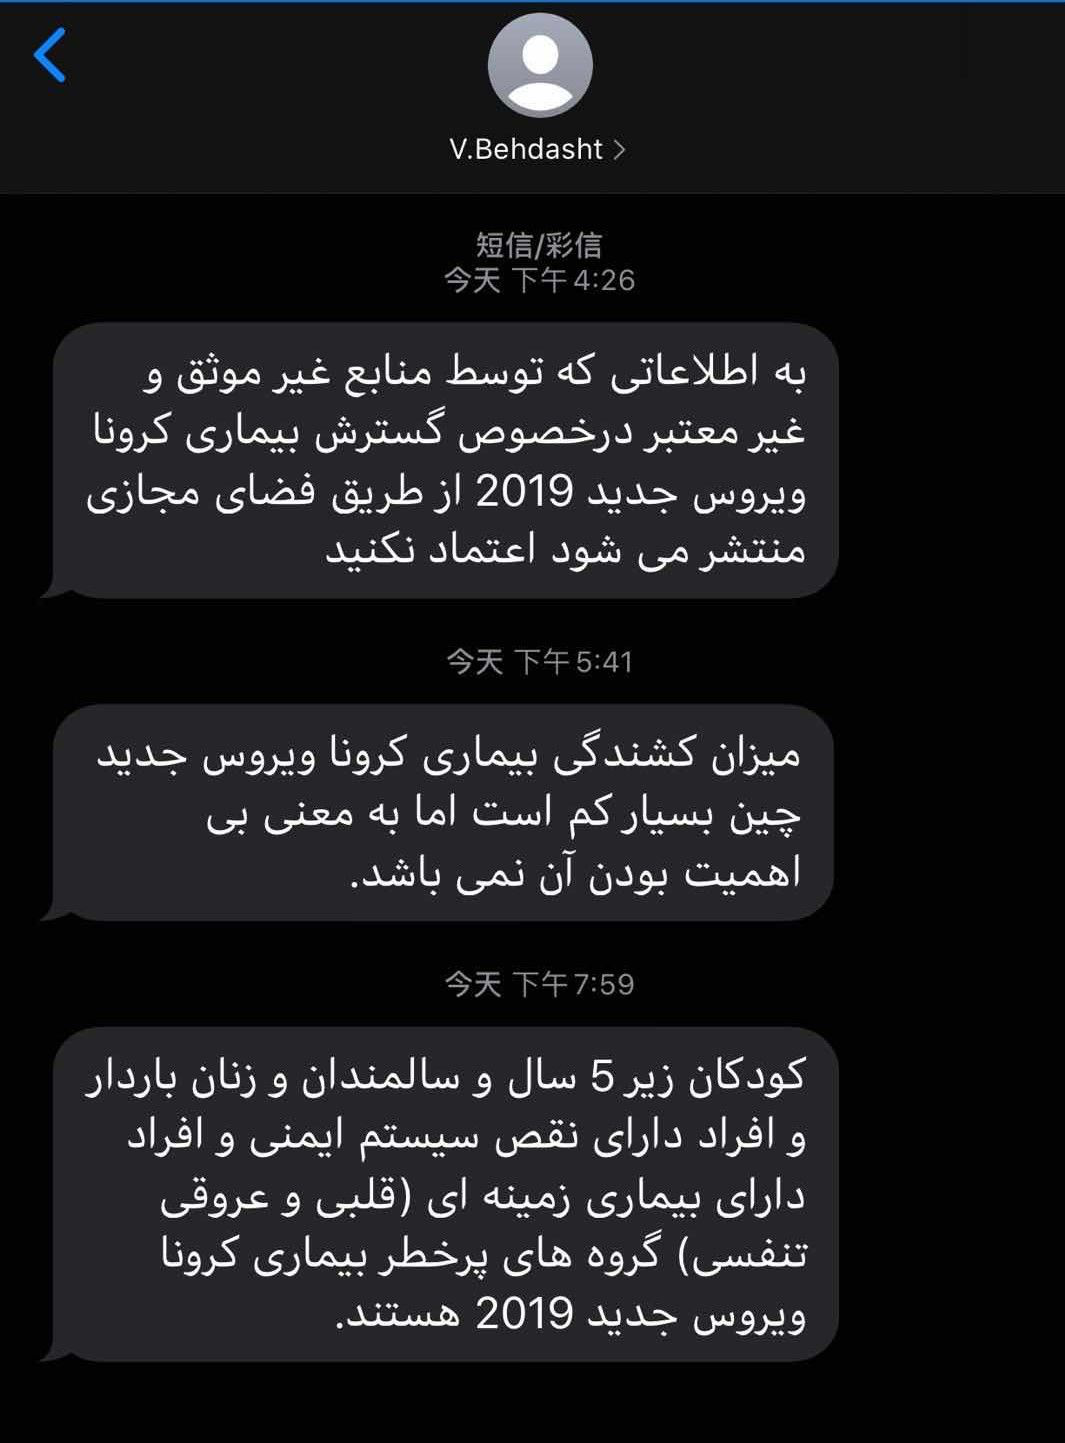 V.Behdasht
短信/彩信
今天 下午 4:26
به اطلاعاتی که توسط منابع غیر موثق و
غیر معتبر درخصوص گسترش بیماری کرونا
ویروس جدید 2019 از طریق فضای مجازی
منتشر می شود اعتماد نکنید
今天 下午 5:41
میزان کشندگی بیماری کرونا ویروس جدید
چین بسیار کم است اما به معنی بی
اهمیت بودن آن نمی باشد.
今天 下午 7:59
کودکان زیر 5 سال و سالمندان و زنان باردار
و افراد دارای نقص سیستم ایمنی و افراد
دارای بیماری زمینه ای (قلبی و عروقی
تنفسی) گروه های پرخطر بیماری کرونا
ویروس جدید 2019 هستند.